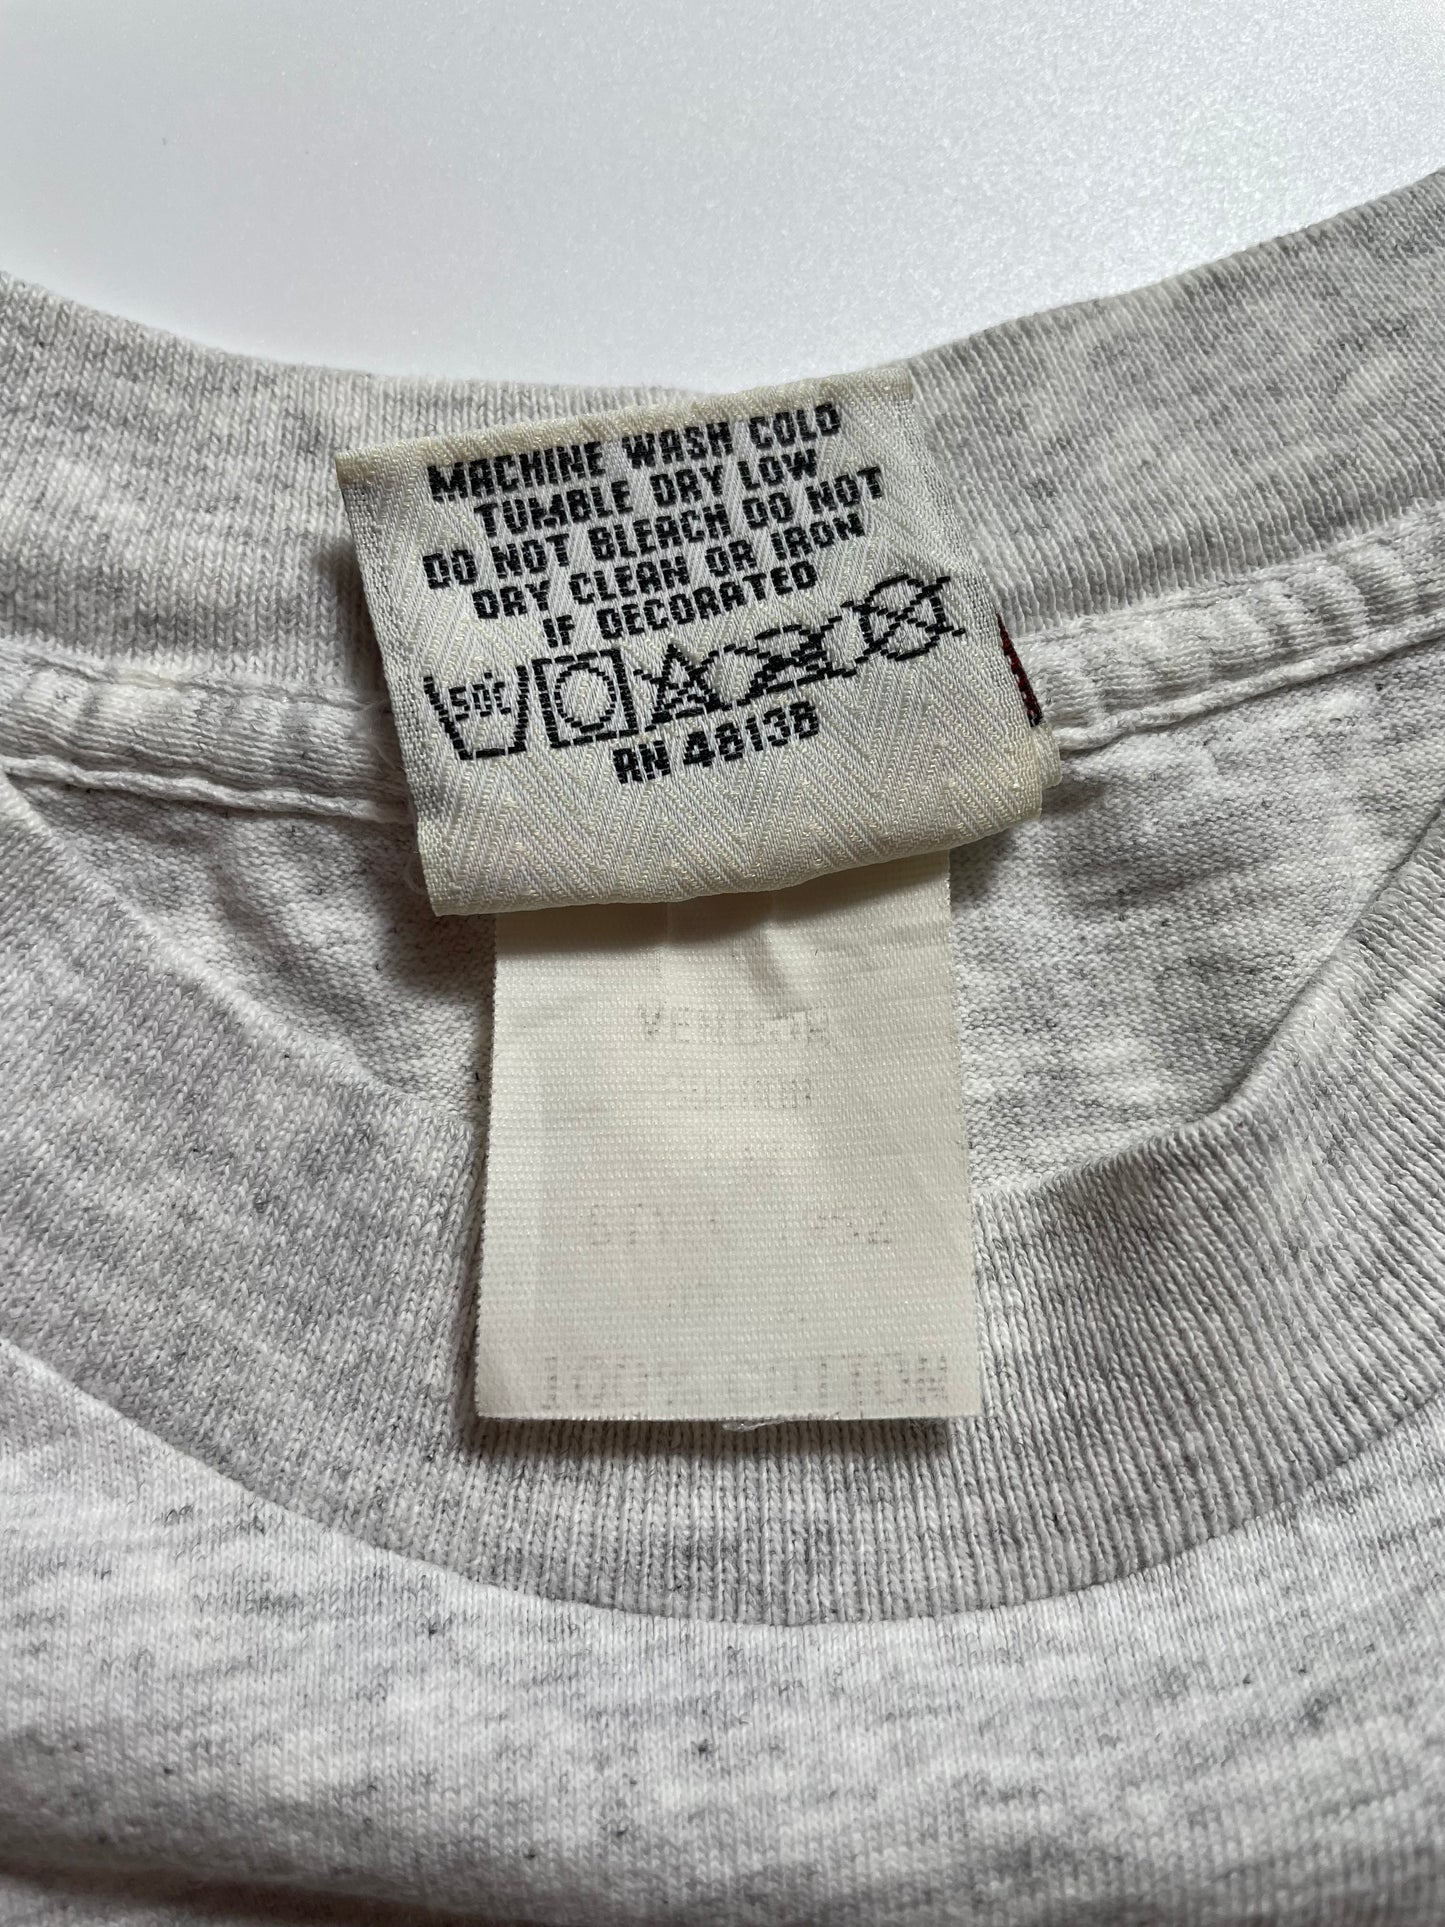 MACHINE WASH COLD
TUMBLE DRY LOW
DO NOT BLEACH DO NOT
DRY CLEAN OR IRON
IF DECORATED
50C
RN 48138